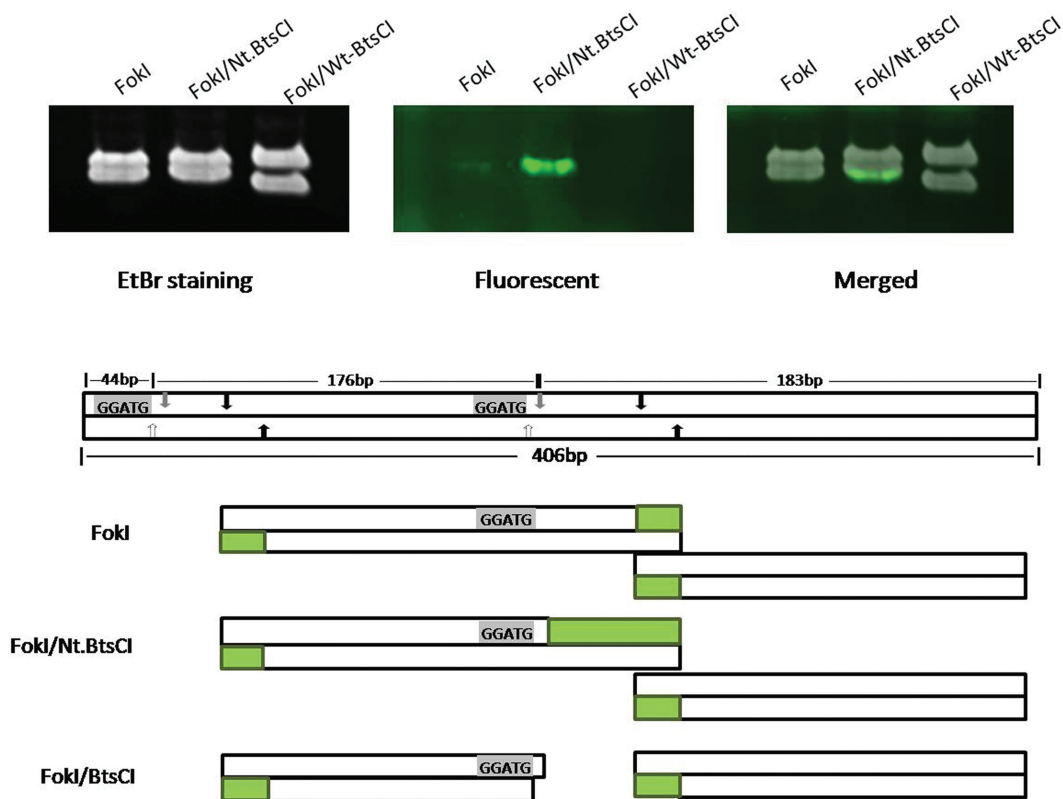 FokI FokI/Nt.BtsCI FokI/Wt-BtsCI
FokI FokI/Nt.BtsCI FokI/Wt-BtsCI
FokI FokI/Nt.BtsCI FokI/Wt-BtsCI
EtBr staining
Fluorescent
Merged
44bp 176bp 183bp
GGATG GGATG
406bp
FokI
GGATG
FokI/Nt.BtsCI
GGATG
FokI/BtsCI
GGATG